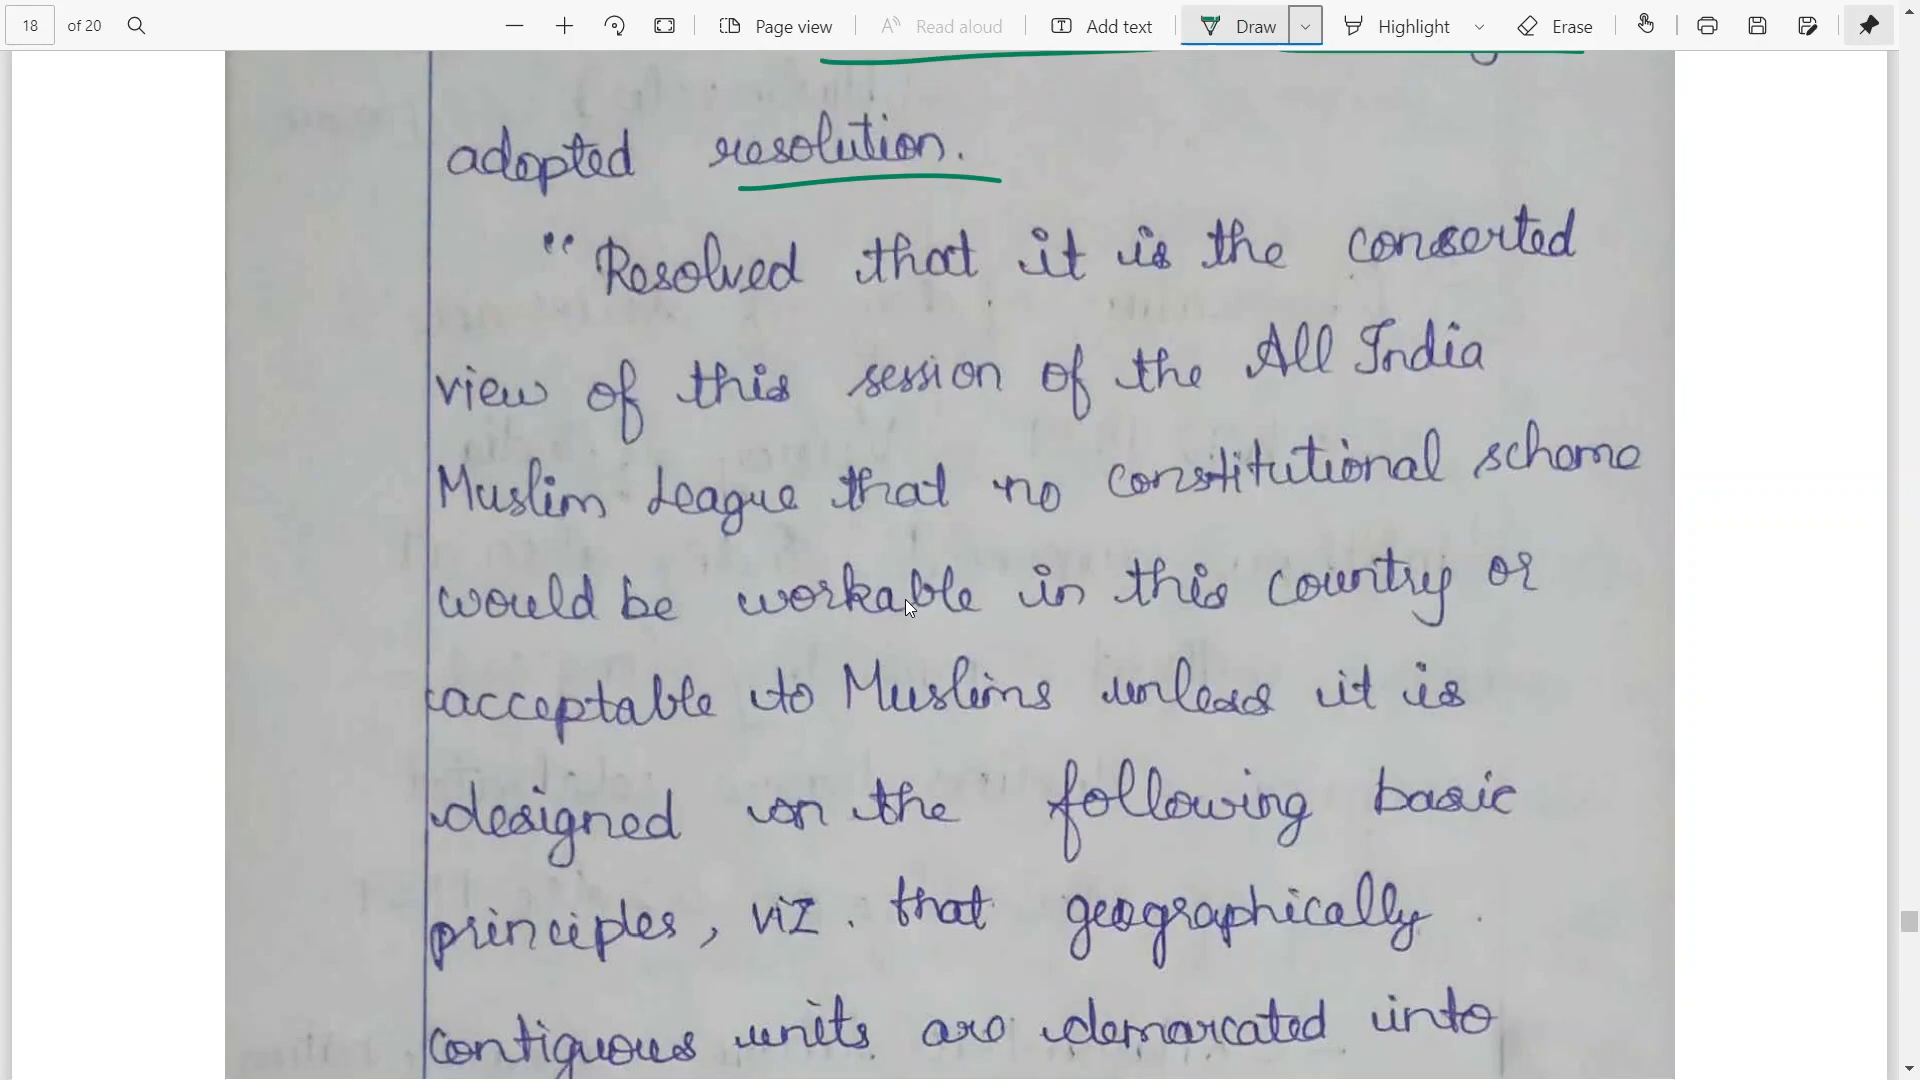 18 of 20 Page view Read aloud Add text Draw Highlight Erase
adopted resolution.
"Resolved that it is the conserted
view of this session of the All India
Muslim League that no constitutional scheme
would be workable in this country or
acceptable to Muslims unless it is
designed on the following basic
principles, viz. that geographically
contiguous units are demarcated into